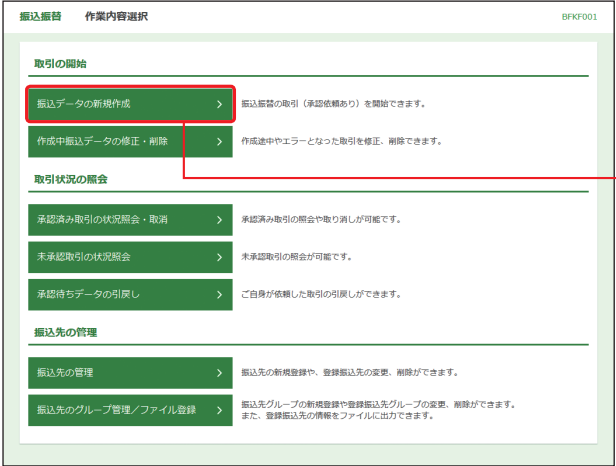 振込振替 作業内容選択 BFKF001
取引の開始
振込データの新規作成 > 振込振替の取引（承認依頼あり）を開始できます。
作成中振込データの修正・削除 > 作成途中やエラーとなった取引を修正、削除できます。
取引状況の照会
承認済み取引の状況照会・取消 > 承認済み取引の照会や取り消しが可能です。
未承認取引の状況照会 > 未承認取引の照会が可能です。
承認待ちデータの引戻し > ご自身が依頼した取引の引戻しができます。
振込先の管理
振込先の管理 > 振込先の新規登録や、登録振込先の変更、削除ができます。
振込先のグループ管理／ファイル登録 > 振込先グループの新規登録や登録振込先グループの変更、削除ができます。
また、登録振込先の情報をファイルに出力できます。